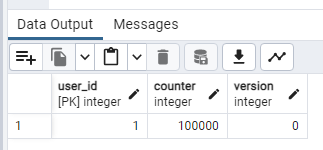 Data Output Messages
user_id counter version
[PK] integer integer integer
1 1 100000 0